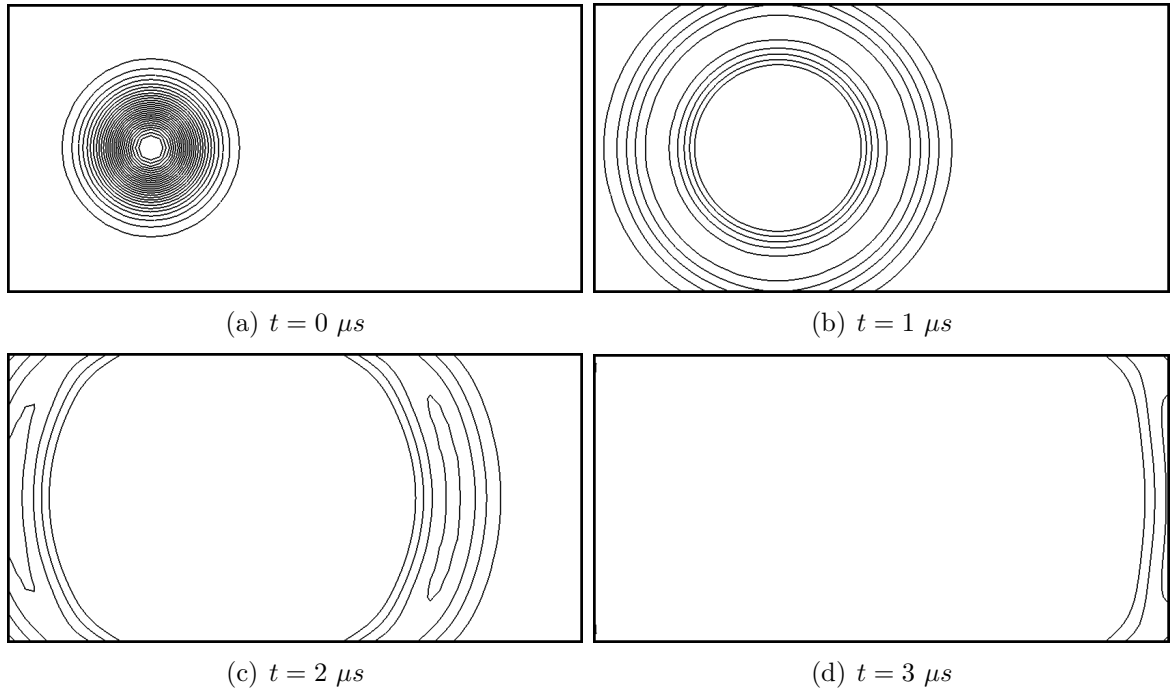 (a) t = 0 μs
(b) t = 1 μs
(c) t = 2 μs
(d) t = 3 μs